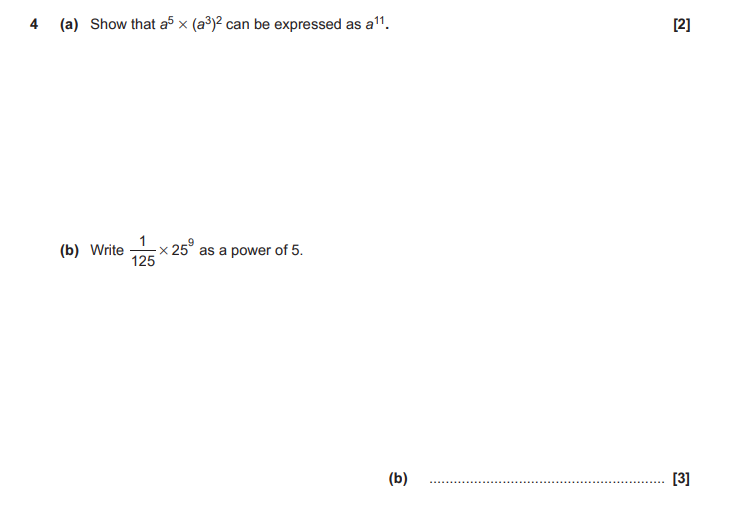 4 (a) Show that a⁵ × (a³)² can be expressed as a¹¹. [2]
(b) Write 1/125 × 25⁹ as a power of 5.
(b) .......................................................... [3]